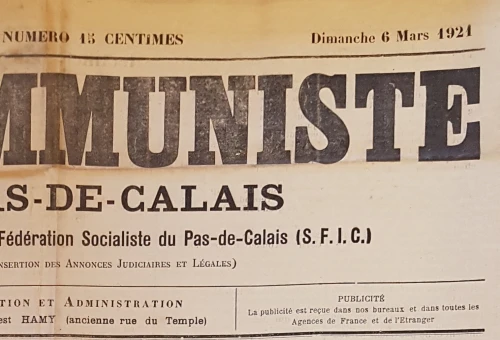 NUMERO 15 CENTIMES
Dimanche 6 Mars 1921
MMUNISTE
AS-DE-CALAIS
Fédération Socialiste du Pas-de-Calais (S. F. I. C.)
NSERTION DES ANNONCES JUDICIAIRES ET LÉGALES)
TION ET ADMINISTRATION
est HAMY (ancienne rue du Temple)
PUBLICITÉ
La publicité est reçue dans nos bureaux et dans toutes les
Agences de France et de l'Etranger